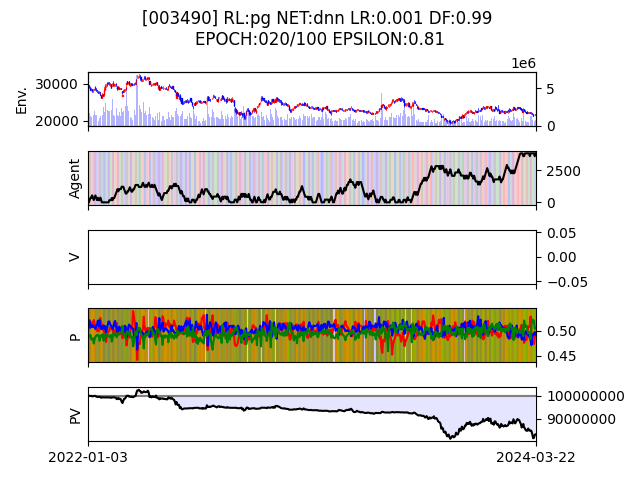 [003490] RL:pg NET:dnn LR:0.001 DF:0.99
EPOCH:020/100 EPSILON:0.81
1e6
Env.
30000
20000
5
0
Agent
2500
0
V
0.05
0.00
−0.05
P
0.50
0.45
PV
100000000
90000000
2022-01-03
2024-03-22